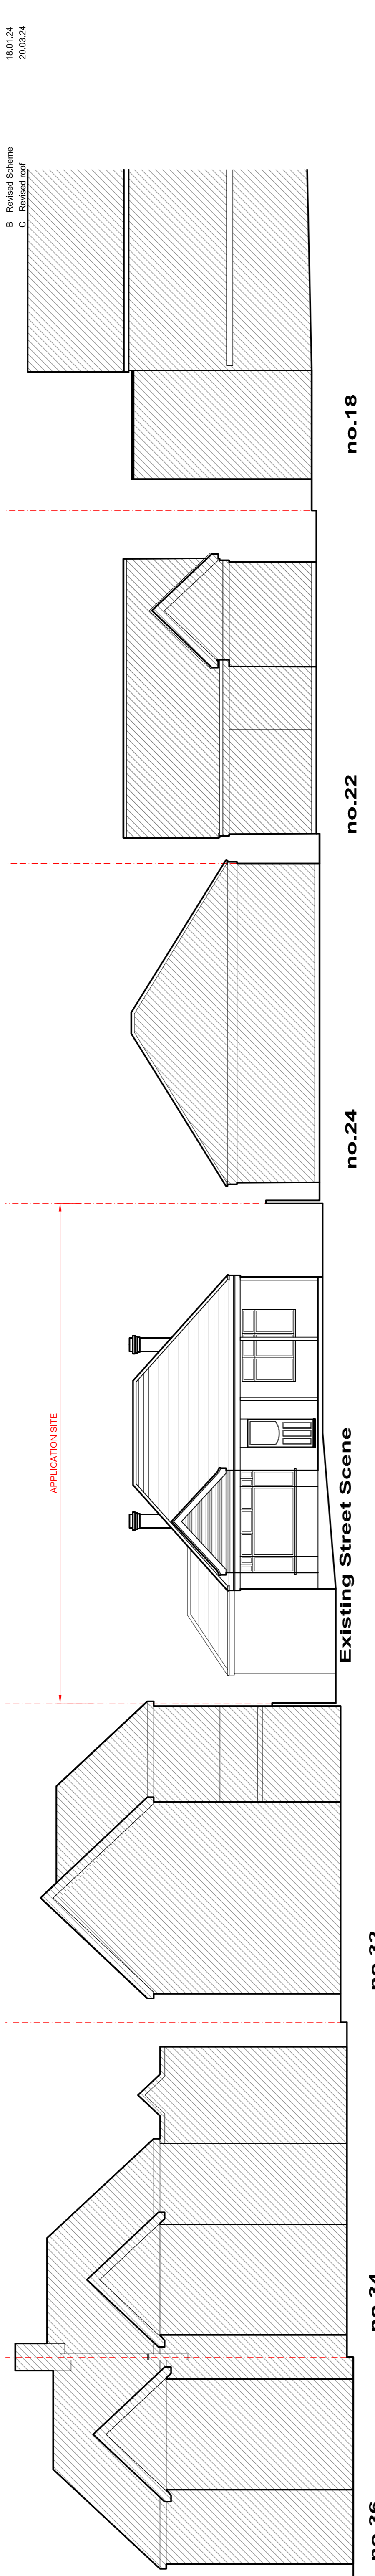 B Revised Scheme 18.01.24
C Revised roof 20.03.24
APPLICATION SITE
no.36
no.34
no.32
Existing Street Scene
no.24
no.22
no.18